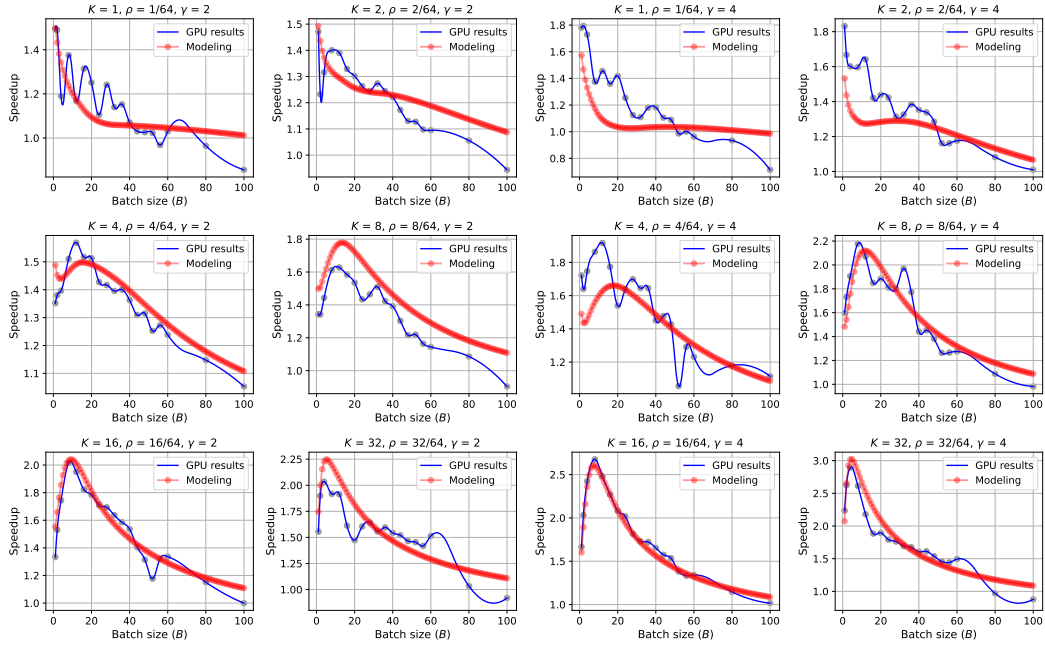 K = 1, ρ = 1/64, γ = 2
Speedup
1.4
1.2
1.0
GPU results
Modeling
0 20 40 60 80 100
Batch size (B)
K = 2, ρ = 2/64, γ = 2
Speedup
1.5
1.4
1.3
1.2
1.1
1.0
GPU results
Modeling
0 20 40 60 80 100
Batch size (B)
K = 1, ρ = 1/64, γ = 4
Speedup
1.8
1.6
1.4
1.2
1.0
0.8
GPU results
Modeling
0 20 40 60 80 100
Batch size (B)
K = 2, ρ = 2/64, γ = 4
Speedup
1.8
1.6
1.4
1.2
1.0
GPU results
Modeling
0 20 40 60 80 100
Batch size (B)
K = 4, ρ = 4/64, γ = 2
Speedup
1.5
1.4
1.3
1.2
1.1
GPU results
Modeling
0 20 40 60 80 100
Batch size (B)
K = 8, ρ = 8/64, γ = 2
Speedup
1.8
1.6
1.4
1.2
1.0
GPU results
Modeling
0 20 40 60 80 100
Batch size (B)
K = 4, ρ = 4/64, γ = 4
Speedup
1.8
1.6
1.4
1.2
GPU results
Modeling
0 20 40 60 80 100
Batch size (B)
K = 8, ρ = 8/64, γ = 4
Speedup
2.2
2.0
1.8
1.6
1.4
1.2
1.0
GPU results
Modeling
0 20 40 60 80 100
Batch size (B)
K = 16, ρ = 16/64, γ = 2
Speedup
2.0
1.8
1.6
1.4
1.2
1.0
GPU results
Modeling
0 20 40 60 80 100
Batch size (B)
K = 32, ρ = 32/64, γ = 2
Speedup
2.25
2.00
1.75
1.50
1.25
1.00
GPU results
Modeling
0 20 40 60 80 100
Batch size (B)
K = 16, ρ = 16/64, γ = 4
Speedup
2.5
2.0
1.5
1.0
GPU results
Modeling
0 20 40 60 80 100
Batch size (B)
K = 32, ρ = 32/64, γ = 4
Speedup
3.0
2.5
2.0
1.5
1.0
GPU results
Modeling
0 20 40 60 80 100
Batch size (B)